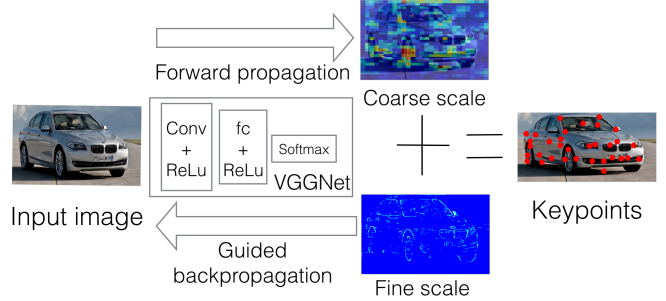 Forward propagation
Coarse scale
Conv
+
ReLu
fc
+
ReLu
Softmax
VGGNet
Input image
Keypoints
Guided
backpropagation
Fine scale